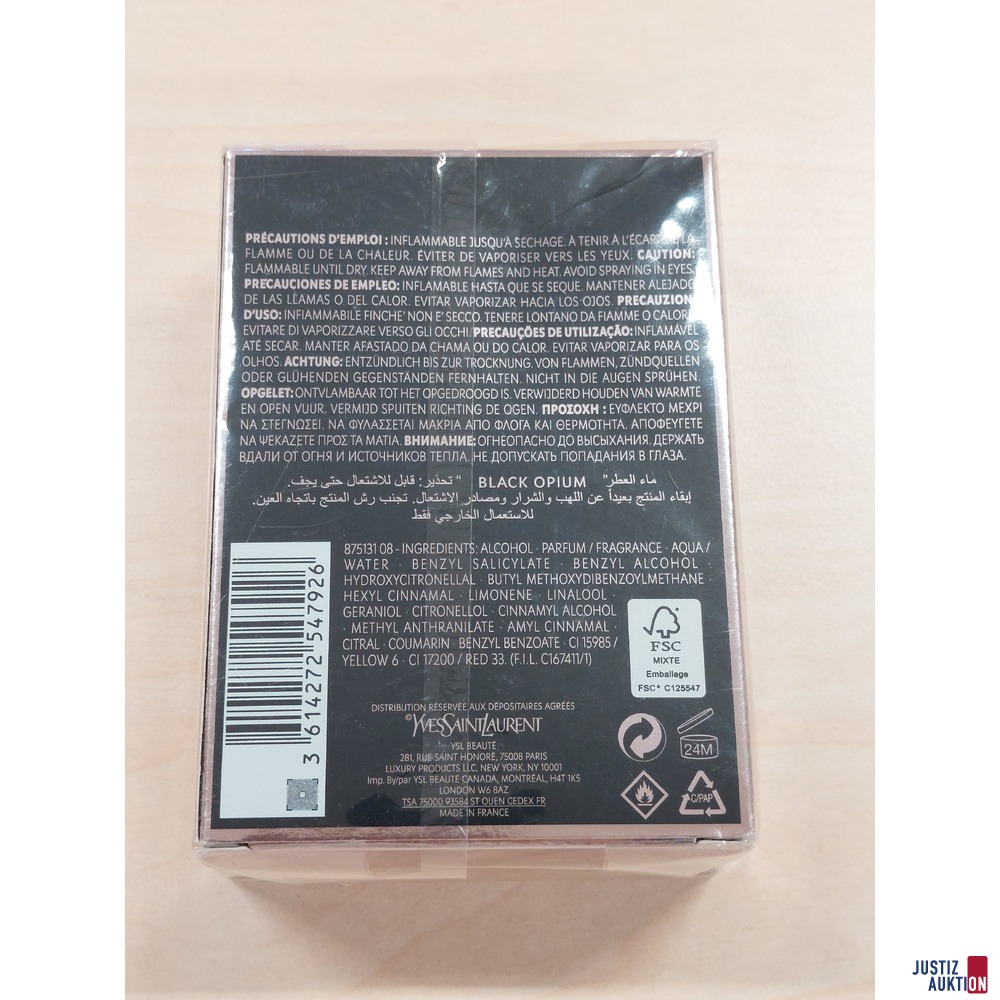 PRÉCAUTIONS D'EMPLOI : INFLAMMABLE JUSQU'À SÉCHAGE. À TENIR À L'ÉCART DE LA
FLAMME OU DE LA CHALEUR. ÉVITER DE VAPORISER VERS LES YEUX. CAUTION:
FLAMMABLE UNTIL DRY. KEEP AWAY FROM FLAMES AND HEAT. AVOID SPRAYING IN EYES.
PRECAUCIONES DE EMPLEO: INFLAMABLE HASTA QUE SE SEQUE. MANTENER ALEJADO
DE LAS LLAMAS O DEL CALOR. EVITAR VAPORIZAR HACIA LOS OJOS. PRECAUZIONI
D'USO: INFIAMMABILE FINCHE' NON E' SECCO. TENERE LONTANO DA FIAMME O CALORE.
EVITARE DI VAPORIZZARE VERSO GLI OCCHI. PRECAUÇÕES DE UTILIZAÇÃO: INFLAMÁVEL
ATÉ SECAR. MANTER AFASTADO DA CHAMA OU DO CALOR. EVITAR VAPORIZAR PARA OS
OLHOS. ACHTUNG: ENTZÜNDLICH BIS ZUR TROCKNUNG. VON FLAMMEN, ZÜNDQUELLEN
ODER GLÜHENDEN GEGENSTÄNDEN FERNHALTEN. NICHT IN DIE AUGEN SPRÜHEN.
OPGELET: ONTVLAMBAAR TOT HET OPGEDROOGD IS. VERWIJDERD HOUDEN VAN WARMTE
EN OPEN VUUR. VERMIJD SPUITEN RICHTING DE OGEN. ΠΡΟΣΟΧΗ : ΕΥΦΛΕΚΤΟ ΜΕΧΡΙ
ΝΑ ΣΤΕΓΝΩΣΕΙ. ΝΑ ΦΥΛΑΣΣΕΤΑΙ ΜΑΚΡΙΑ ΑΠΟ ΦΛΟΓΑ ΚΑΙ ΘΕΡΜΟΤΗΤΑ. ΑΠΟΦΕΥΓΕΤΕ
ΝΑ ΨΕΚΑΖΕΤΕ ΠΡΟΣ ΤΑ ΜΑΤΙΑ. ВНИМАНИЕ: ОГНЕОПАСНО ДО ВЫСЫХАНИЯ. ДЕРЖАТЬ
ВДАЛИ ОТ ОГНЯ И ИСТОЧНИКОВ ТЕПЛА. НЕ ДОПУСКАТЬ ПОПАДАНИЯ В ГЛАЗА.
ماء العطر" BLACK OPIUM " تحذير: قابل للاشتعال حتى يجف.
إبقاء المنتج بعيداً عن اللهب والشرار ومصادر الاشتعال. تجنب رش المنتج باتجاه العين.
للاستعمال الخارجي فقط
875131 08 - INGREDIENTS: ALCOHOL · PARFUM / FRAGRANCE · AQUA /
WATER · BENZYL SALICYLATE · BENZYL ALCOHOL ·
HYDROXYCITRONELLAL · BUTYL METHOXYDIBENZOYLMETHANE ·
HEXYL CINNAMAL · LIMONENE · LINALOOL ·
GERANIOL · CITRONELLOL · CINNAMYL ALCOHOL
· METHYL ANTHRANILATE · AMYL CINNAMAL ·
CITRAL · COUMARIN · BENZYL BENZOATE · CI 15985 /
YELLOW 6 · CI 17200 / RED 33. (F.I.L. C167411/1)
3 614272 547926
FSC
MIXTE
Emballage
FSC® C125547
DISTRIBUTION RÉSERVÉE AUX DÉPOSITAIRES AGRÉÉS
©YVESSAINTLAURENT
YSL BEAUTÉ
281, RUE SAINT HONORÉ, 75008 PARIS
LUXURY PRODUCTS LLC, NEW YORK, NY 10001
Imp. By/par YSL BEAUTÉ CANADA, MONTRÉAL, H4T 1K5
LONDON W6 8AZ
TSA 75000 93584 ST OUEN CEDEX FR
MADE IN FRANCE
24M
C/PAP
JUSTIZ
AUKTION